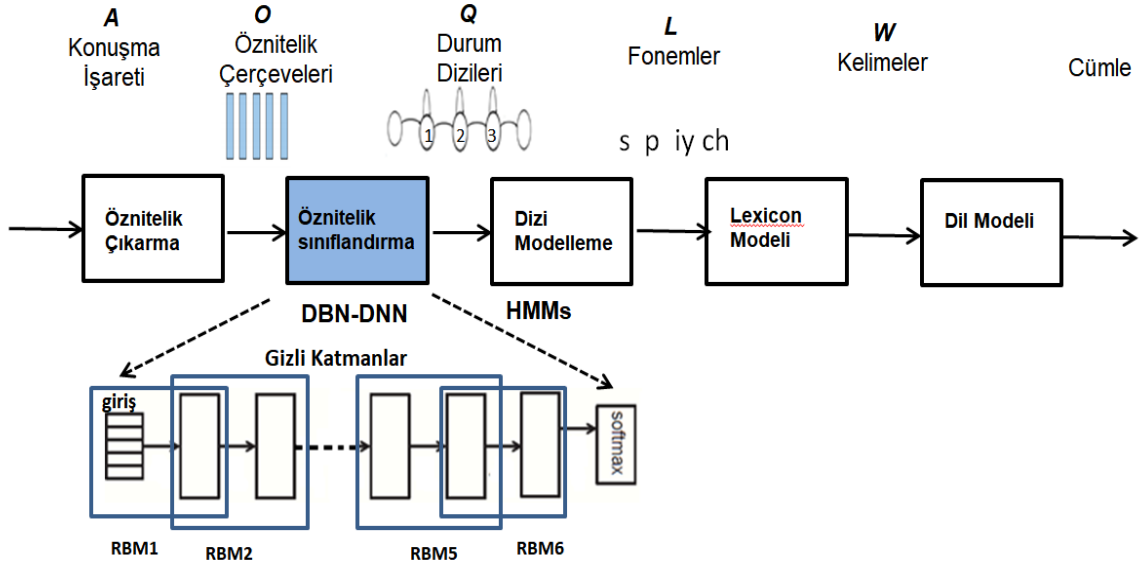 A
Konuşma
İşareti
O
Öznitelik
Çerçeveleri
Q
Durum
Dizileri
L
Fonemler
W
Kelimeler
Cümle
1 2 3
s p iy ch
Öznitelik
Çıkarma
Öznitelik
sınıflandırma
Dizi
Modelleme
Lexicon
Modeli
Dil Modeli
DBN-DNN
HMMs
Gizli Katmanlar
giriş
softmax
RBM1
RBM2
RBM5
RBM6